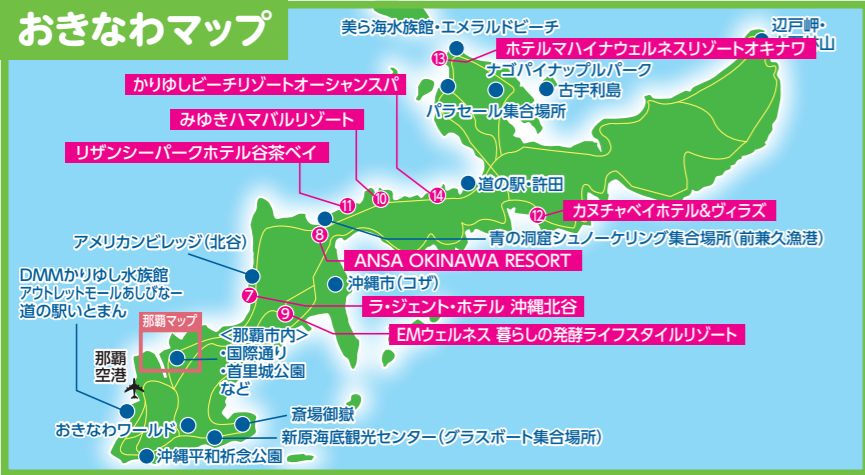 おきなわマップ
美ら海水族館・エメラルドビーチ
辺戸岬・
山
⑬
ホテルマハイナウェルネスリゾートオキナワ
ナゴパイナップルパーク
かりゆしビーチリゾートオーシャンスパ
古宇利島
パラセール集合場所
みゆきハマバルリゾート
リザンシーパークホテル谷茶ベイ
道の駅・許田
⑭
⑩
⑪
⑫
カヌチャベイホテル&ヴィラズ
⑧
青の洞窟シュノーケリング集合場所(前兼久漁港)
アメリカンビレッジ(北谷)
ANSA OKINAWA RESORT
DMMかりゆし水族館
アウトレットモールあしびなー
道の駅いとまん
沖縄市(コザ)
⑦
ラ・ジェント・ホテル 沖縄北谷
⑨
EMウェルネス 暮らしの発酵ライフスタイルリゾート
那覇マップ
<那覇市内>
・国際通り
・首里城公園
など
那覇
空港
斎場御嶽
おきなわワールド
新原海底観光センター(グラスボート集合場所)
沖縄平和祈念公園